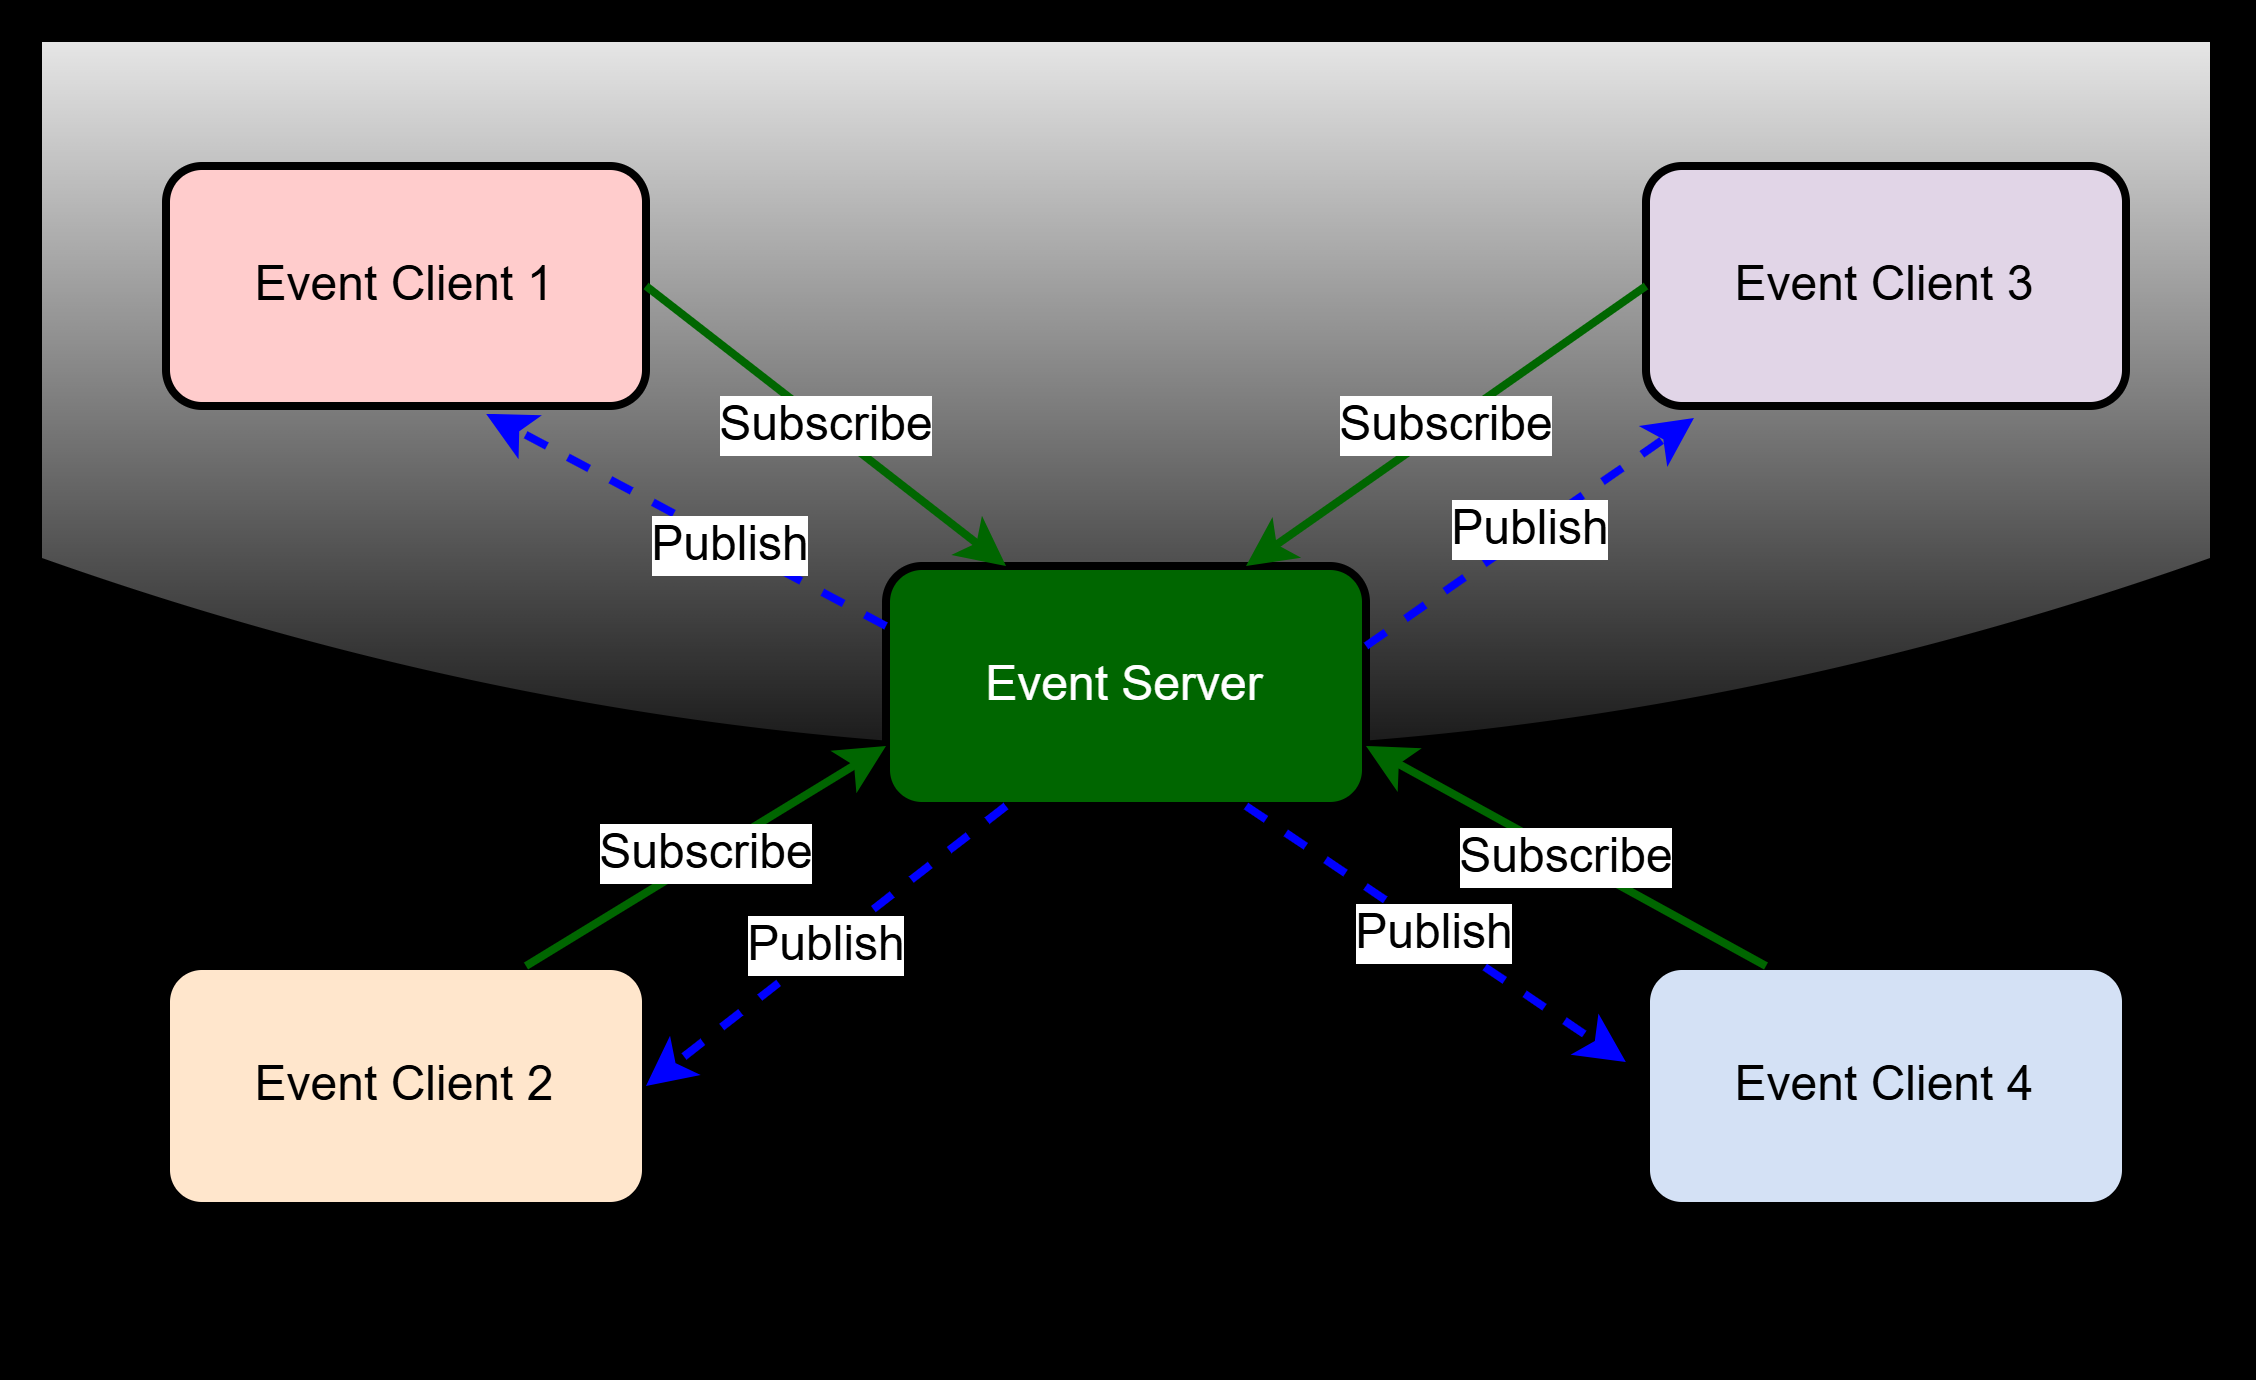 Event Client 1
Event Client 3
Subscribe
Subscribe
Publish
Publish
Event Server
Subscribe
Subscribe
Publish
Publish
Event Client 2
Event Client 4